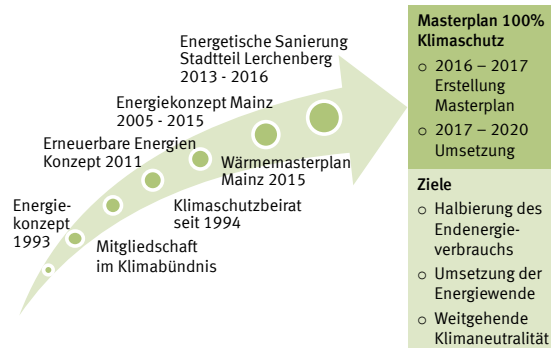 Energetische Sanierung
Stadtteil Lerchenberg
2013 - 2016
Energiekonzept Mainz
2005 - 2015
Erneuerbare Energien
Konzept 2011
Wärmemasterplan
Mainz 2015
Energie-
konzept
1993
Klimaschutzbeirat
seit 1994
Mitgliedschaft
im Klimabündnis
Masterplan 100%
Klimaschutz
○ 2016 – 2017
Erstellung
Masterplan
○ 2017 – 2020
Umsetzung
Ziele
○ Halbierung des
Endenergie-
verbrauchs
○ Umsetzung der
Energiewende
○ Weitgehende
Klimaneutralität